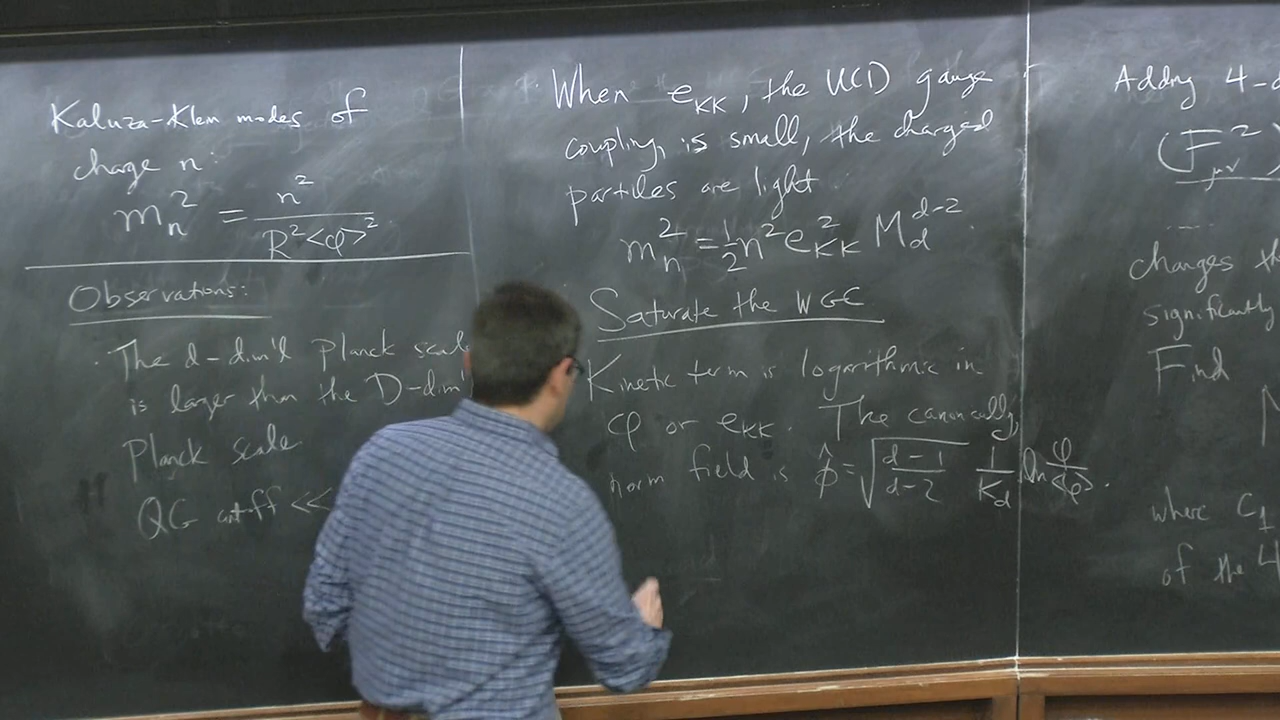 Kaluza-Klein modes of
charge n:
m_n^2 = n^2 / R^2<φ>^2
Observations:
· The d-dim'l Planck scale
is larger than the D-dim'l
Planck scale
QG cutoff <<
When e_KK, the U(1) gauge
coupling, is small, the charged
particles are light.
m_n^2 = 1/2 n^2 e_KK^2 M_d^{d-2}
Saturate the WGC
Kinetic term is logarithmic in
φ or e_KK. The canonically
norm field is φ̂ = √(d-1 / d-2) 1/K_d ln φ/<φ>.
Adding 4-d
(F_μν^2)
changes th
significantly
Find
where c_1
of the 4